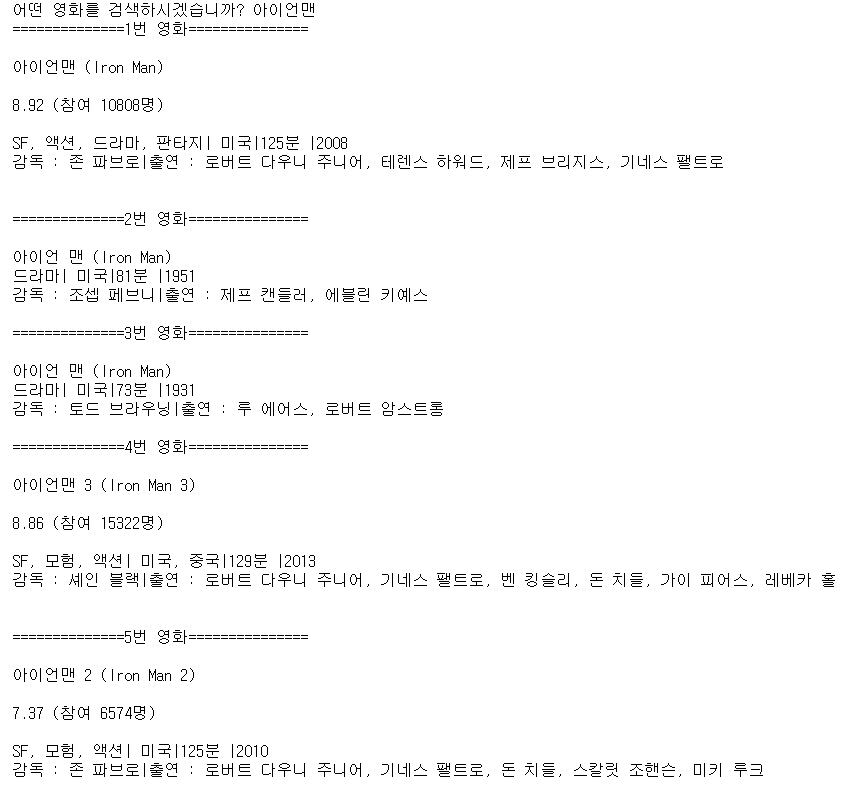 어떤 영화를 검색하시겠습니까? 아이언맨
==============1번 영화===============
아이언맨 (Iron Man)
8.92 (참여 10808명)
SF, 액션, 드라마, 판타지| 미국|125분 |2008
감독 : 존 파브로|출연 : 로버트 다우니 주니어, 테렌스 하워드, 제프 브리지스, 기네스 팰트로
==============2번 영화===============
아이언 맨 (Iron Man)
드라마| 미국|81분 |1951
감독 : 조셉 페브니|출연 : 제프 캔들러, 에블린 키예스
==============3번 영화===============
아이언 맨 (Iron Man)
드라마| 미국|73분 |1931
감독 : 토드 브라우닝|출연 : 루 에어스, 로버트 암스트롱
==============4번 영화===============
아이언맨 3 (Iron Man 3)
8.86 (참여 15322명)
SF, 모험, 액션| 미국, 중국|129분 |2013
감독 : 셰인 블랙|출연 : 로버트 다우니 주니어, 기네스 팰트로, 벤 킹슬리, 돈 치들, 가이 피어스, 레베카 홀
==============5번 영화===============
아이언맨 2 (Iron Man 2)
7.37 (참여 6574명)
SF, 모험, 액션| 미국|125분 |2010
감독 : 존 파브로|출연 : 로버트 다우니 주니어, 기네스 팰트로, 돈 치들, 스칼릿 조핸슨, 미키 루크